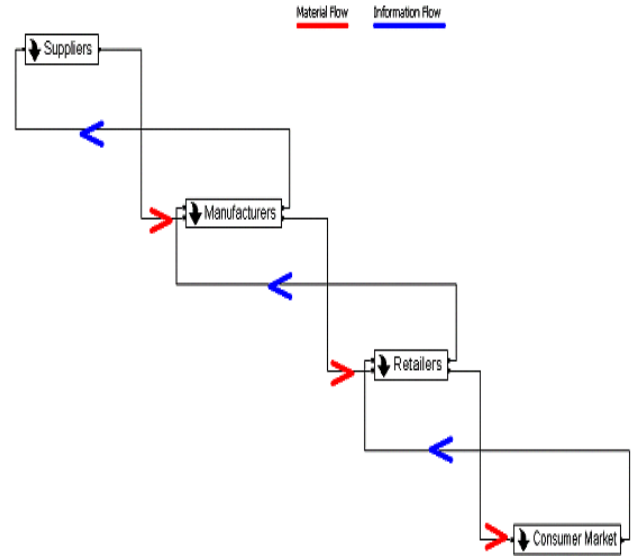 Material Flow Information Flow
Suppliers
Manufacturers
Retailers
Consumer Market